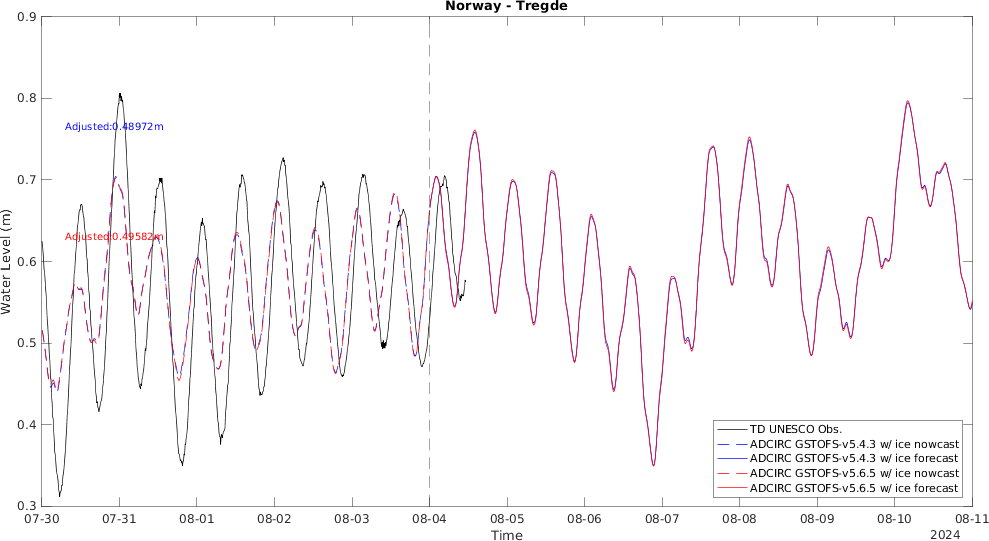 Norway - Tregde
0.9
0.8
0.7
0.6
0.5
0.4
0.3
Water Level (m)
Adjusted:0.48972m
Adjusted:0.49582m
TD UNESCO Obs.
ADCIRC GSTOFS-v5.4.3 w/ ice nowcast
ADCIRC GSTOFS-v5.4.3 w/ ice forecast
ADCIRC GSTOFS-v5.6.5 w/ ice nowcast
ADCIRC GSTOFS-v5.6.5 w/ ice forecast
07-30 07-31 08-01 08-02 08-03 08-04 08-05 08-06 08-07 08-08 08-09 08-10 08-11
Time
2024